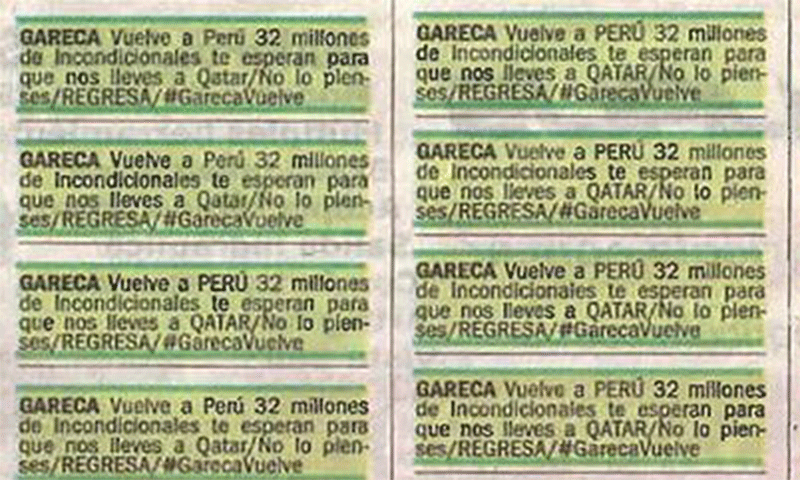 GARECA Vuelve a Perú 32 millones
de Incondicionales te esperan para
que nos lleves a Qatar/No lo pien-
ses/REGRESA/#GarecaVuelve
GARECA Vuelve a Perú 32 millones
de Incondicionales te esperan para
que nos lleves a Qatar/No lo pien-
ses/REGRESA/#GarecaVuelve
GARECA Vuelve a PERÚ 32 millones
de Incondicionales te esperan para
que nos lleves a QATAR/No lo pien-
ses/REGRESA/#GarecaVuelve
GARECA Vuelve a Perú 32 millones
de Incondicionales te esperan para
que nos lleves a Qatar/No lo pien-
ses/REGRESA/#GarecaVuelve
GARECA Vuelve a PERÚ 32 millones
de Incondicionales te esperan para
que nos lleves a QATAR/No lo pien-
ses/REGRESA/#GarecaVuelve
GARECA Vuelve a PERÚ 32 millones
de Incondicionales te esperan para
que nos lleves a QATAR/No lo pien-
ses/REGRESA/#GarecaVuelve
GARECA Vuelve a PERÚ 32 millones
de Incondicionales te esperan para
que nos lleves a QATAR/No lo pien-
ses/REGRESA/#GarecaVuelve
GARECA Vuelve a PERÚ 32 millones
de Incondicionales te esperan para
que nos lleves a QATAR/No lo pien-
ses/REGRESA/#GarecaVuelve